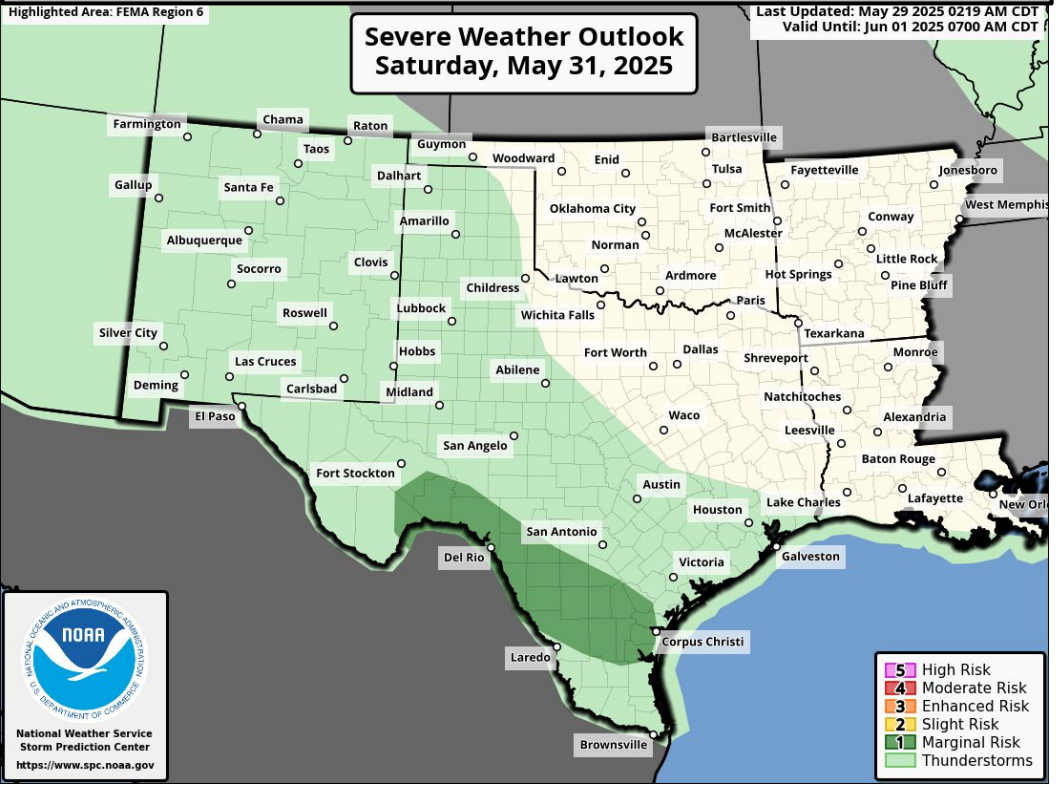 Highlighted Area: FEMA Region 6
Last Updated: May 29 2025 0219 AM CDT
Valid Until: Jun 01 2025 0700 AM CDT
Severe Weather Outlook
Saturday, May 31, 2025
Farmington
Chama
Raton
Taos
Guymon
Woodward
Enid
Bartlesville
Tulsa
Fayetteville
Jonesboro
Gallup
Santa Fe
Dalhart
Amarillo
Oklahoma City
Fort Smith
West Memphis
Conway
Albuquerque
Norman
McAlester
Little Rock
Socorro
Clovis
Childress
Lawton
Ardmore
Hot Springs
Pine Bluff
Roswell
Lubbock
Wichita Falls
Paris
Texarkana
Silver City
Las Cruces
Hobbs
Fort Worth
Dallas
Shreveport
Monroe
Deming
Carlsbad
Midland
Abilene
Natchitoches
El Paso
Waco
Alexandria
Leesville
San Angelo
Fort Stockton
Baton Rouge
Austin
Houston
Lake Charles
Lafayette
New Orl
San Antonio
Del Rio
Galveston
Victoria
Corpus Christi
Laredo
Brownsville
NATIONAL OCEANIC AND ATMOSPHERIC ADMINISTRATION
NOAA
U.S. DEPARTMENT OF COMMERCE
National Weather Service
Storm Prediction Center
https://www.spc.noaa.gov
5 High Risk
4 Moderate Risk
3 Enhanced Risk
2 Slight Risk
1 Marginal Risk
Thunderstorms